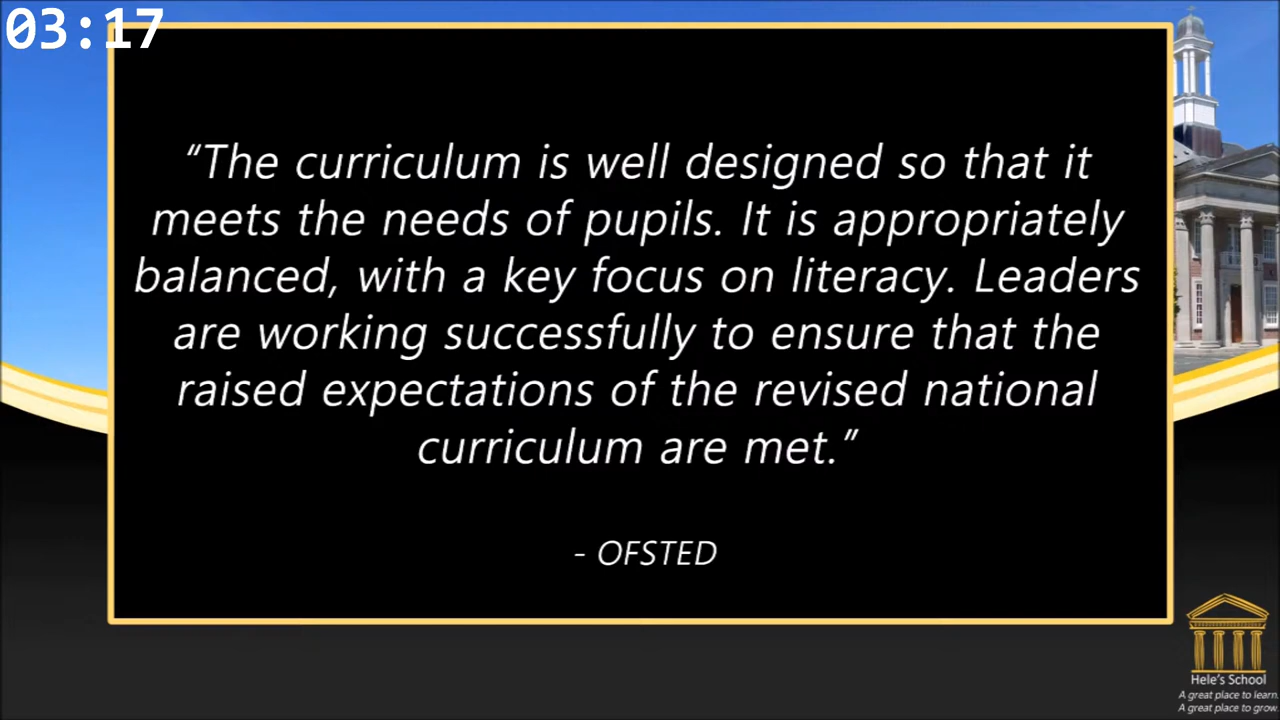 03:17
“The curriculum is well designed so that it
meets the needs of pupils. It is appropriately
balanced, with a key focus on literacy. Leaders
are working successfully to ensure that the
raised expectations of the revised national
curriculum are met.”
- OFSTED
Hele's School
A great place to learn.
A great place to grow.